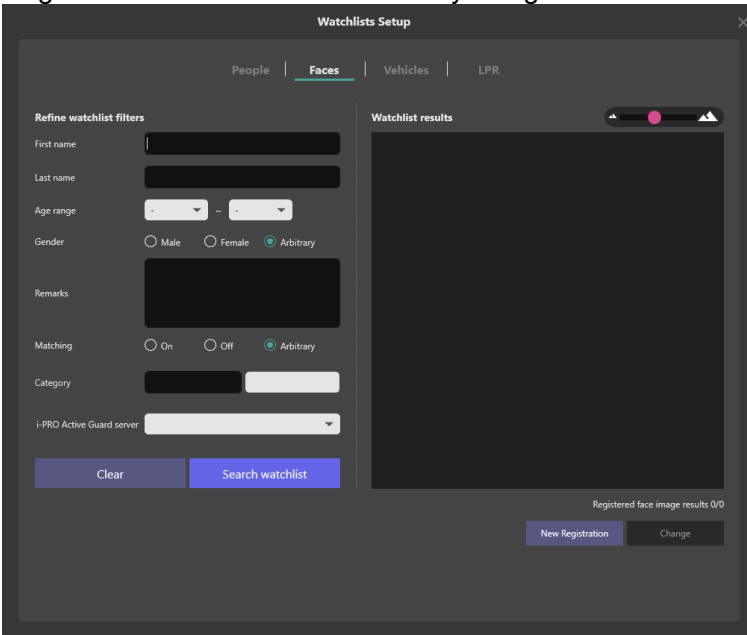 Watchlists Setup
People
Faces
Vehicles
LPR
Refine watchlist filters
First name
Last name
Age range
- ~ -
Gender
Male
Female
Arbitrary
Remarks
Matching
On
Off
Arbitrary
Category
i-PRO Active Guard server
Clear
Search watchlist
Watchlist results
Registered face image results 0/0
New Registration
Change